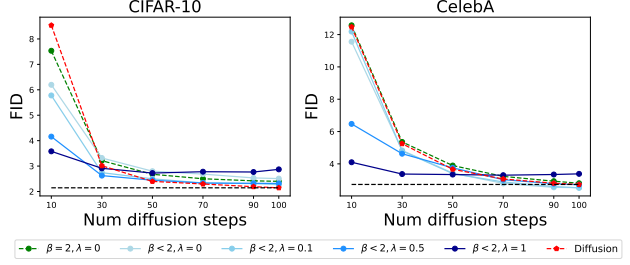 CIFAR-10
CelebA
FID
8
7
6
5
4
3
2
10
30
50
70
90
100
Num diffusion steps
FID
12
10
8
6
4
10
30
50
70
90
100
Num diffusion steps
β = 2, λ = 0
β < 2, λ = 0
β < 2, λ = 0.1
β < 2, λ = 0.5
β < 2, λ = 1
Diffusion